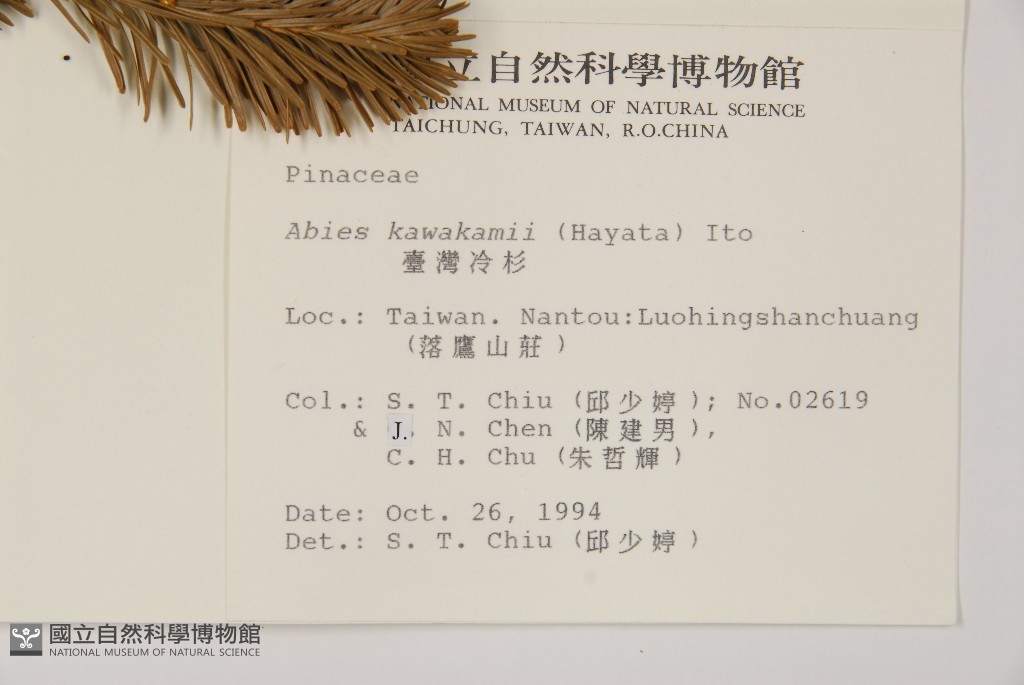 立自然科學博物館
NATIONAL MUSEUM OF NATURAL SCIENCE
TAICHUNG, TAIWAN, R.O.CHINA
Pinaceae
Abies kawakamii (Hayata) Ito
臺灣冷杉
Loc.: Taiwan. Nantou:Luohingshanchuang
(落鷹山莊)
Col.: S. T. Chiu (邱少婷); No.02619
& J. N. Chen (陳建男),
C. H. Chu (朱哲輝)
Date: Oct. 26, 1994
Det.: S. T. Chiu (邱少婷)
國立自然科學博物館
NATIONAL MUSEUM OF NATURAL SCIENCE